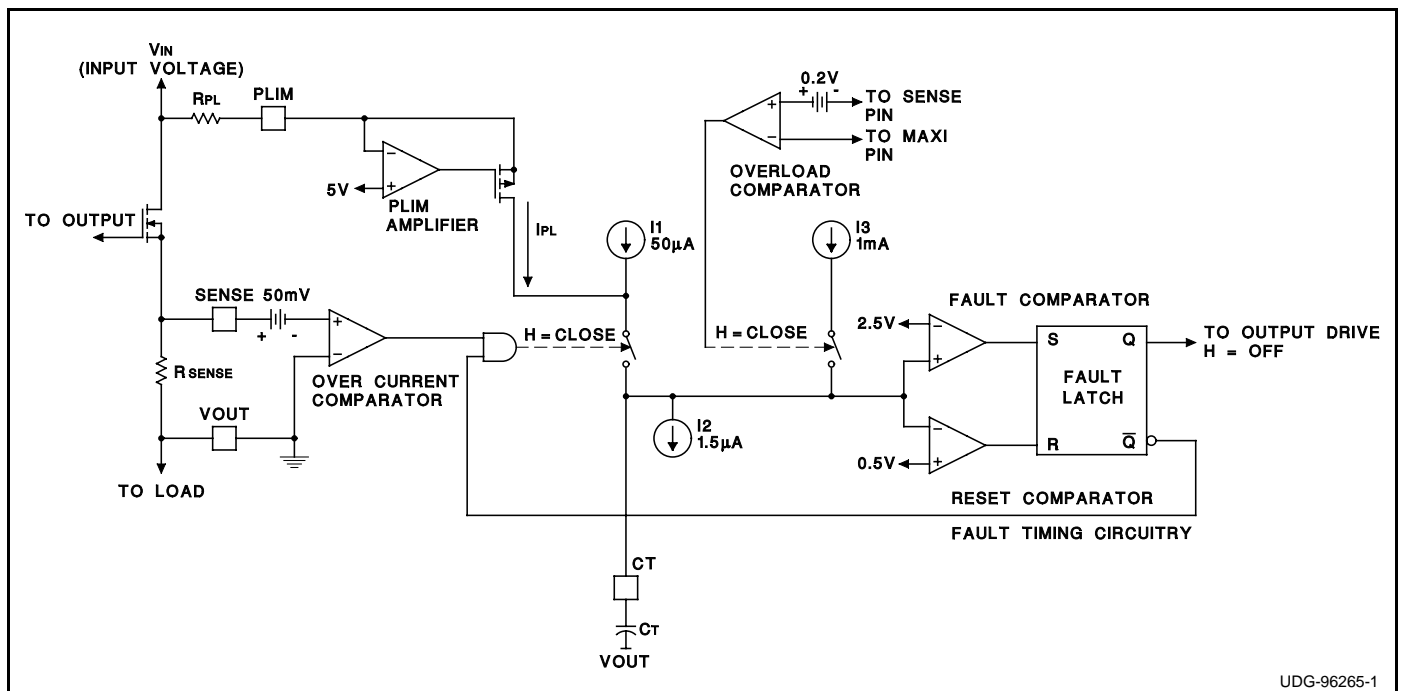 VIN
(INPUT VOLTAGE)
RPL
PLIM
0.2V
+ -
TO SENSE
PIN
TO MAXI
PIN
+
−
OVERLOAD
COMPARATOR
−
+
5V
PLIM
AMPLIFIER
IPL
TO OUTPUT
I1
50µA
I3
1mA
SENSE 50mV
+ -
+
−
H = CLOSE
H = CLOSE
OVER CURRENT
COMPARATOR
RSENSE
VOUT
TO LOAD
FAULT COMPARATOR
2.5V
−
+
S Q
FAULT
LATCH
R Q̅
TO OUTPUT DRIVE
H = OFF
I2
1.5µA
−
+
0.5V
RESET COMPARATOR
FAULT TIMING CIRCUITRY
CT
CT
VOUT
UDG-96265-1